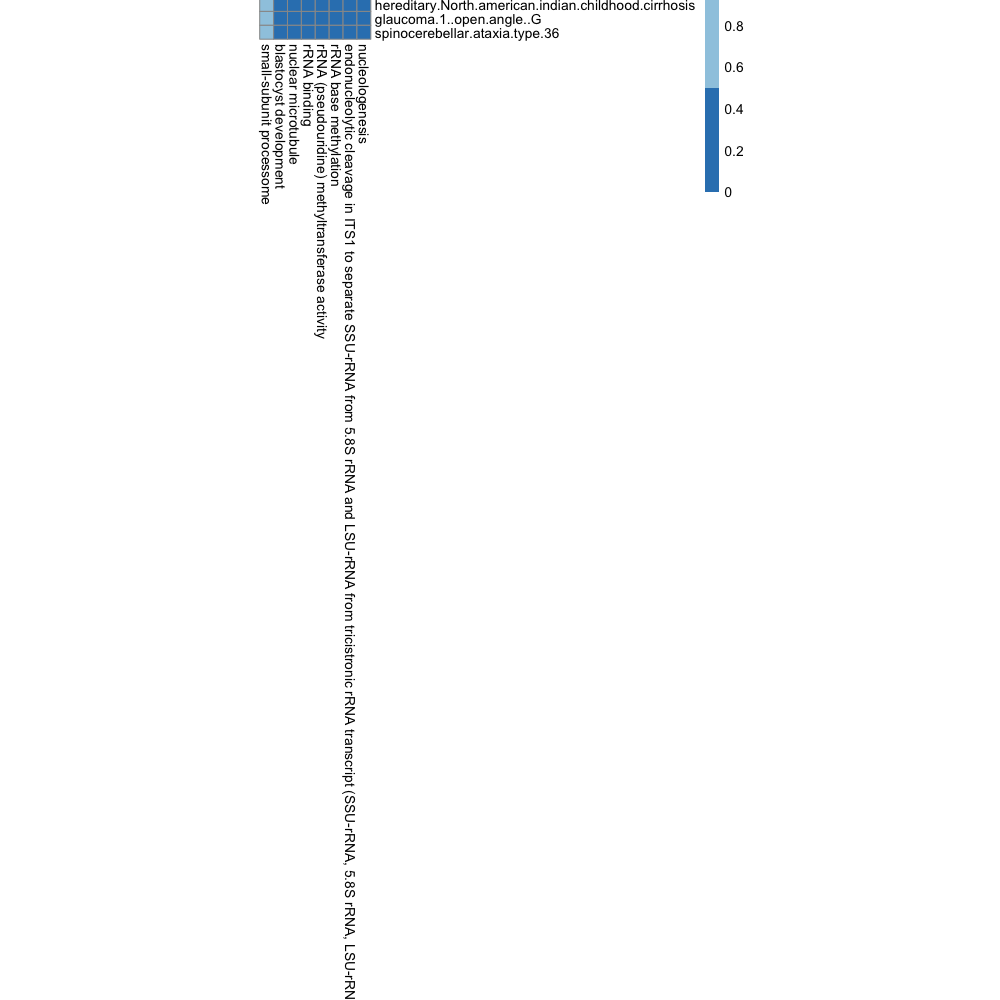 hereditary.North.american.indian.childhood.cirrhosis
glaucoma.1..open.angle..G
spinocerebellar.ataxia.type.36
0.8
0.6
0.4
0.2
0
small-subunit processome
blastocyst development
nuclear microtubule
rRNA binding
rRNA (pseudouridine) methyltransferase activity
rRNA base methylation
endonucleolytic cleavage in ITS1 to separate SSU-rRNA from 5.8S rRNA and LSU-rRNA from tricistronic rRNA transcript (SSU-rRNA, 5.8S rRNA, LSU-rRN
nucleologenesis